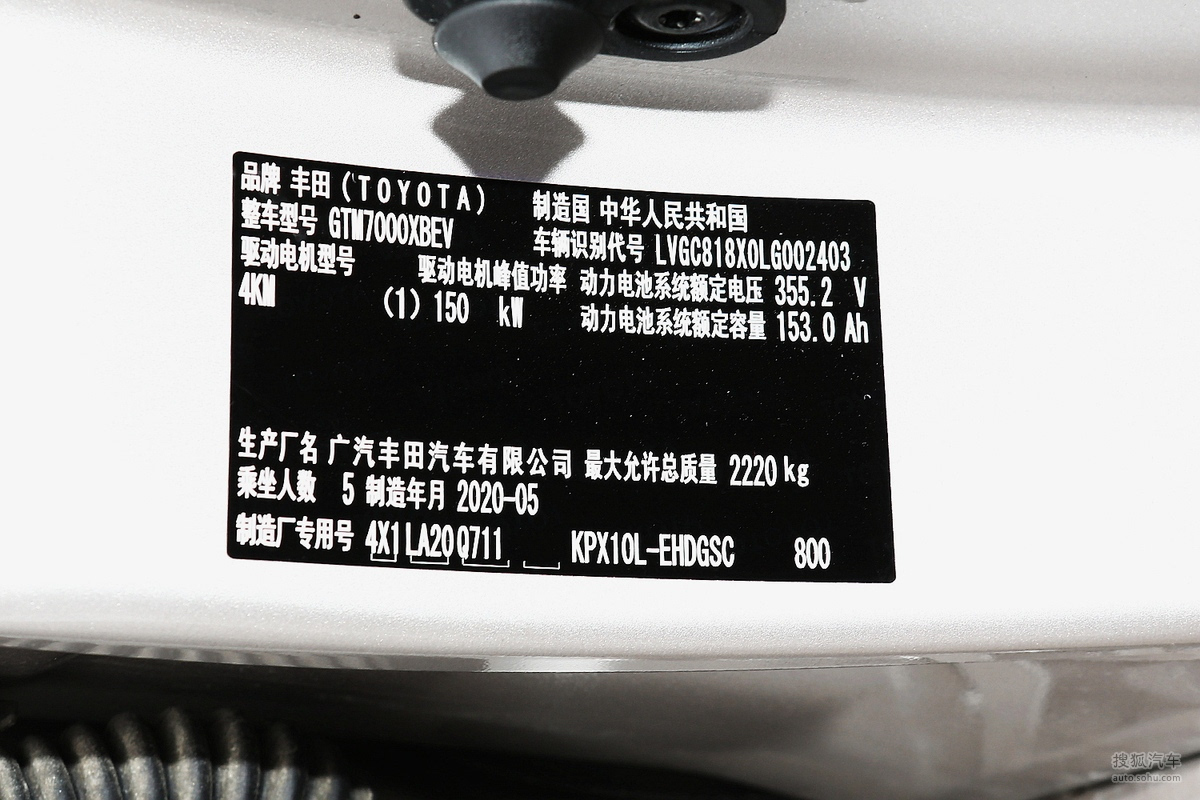 品牌 丰田（TOYOTA） 制造国 中华人民共和国
整车型号 GTM7000XBEV 车辆识别代号 LVGC818X0LG002403
驱动电机型号 驱动电机峰值功率 动力电池系统额定电压 355.2 V
4KM (1) 150 kW 动力电池系统额定容量 153.0 Ah
生产厂名 广汽丰田汽车有限公司 最大允许总质量 2220 kg
乘坐人数 5 制造年月 2020-05
制造厂专用号 4X1 LA20 Q711 KPX10L-EHDGSC 800
搜狐汽车
auto.sohu.com